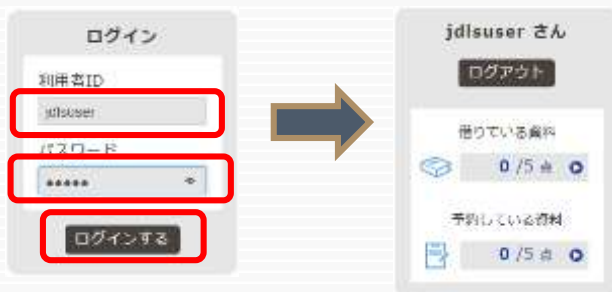 ログイン
利用者ID
jdlsuser
パスワード
●●●●●
ログインする
jdlsuser さん
ログアウト
借りている資料
0 /5 点
予約している資料
0 /5 点